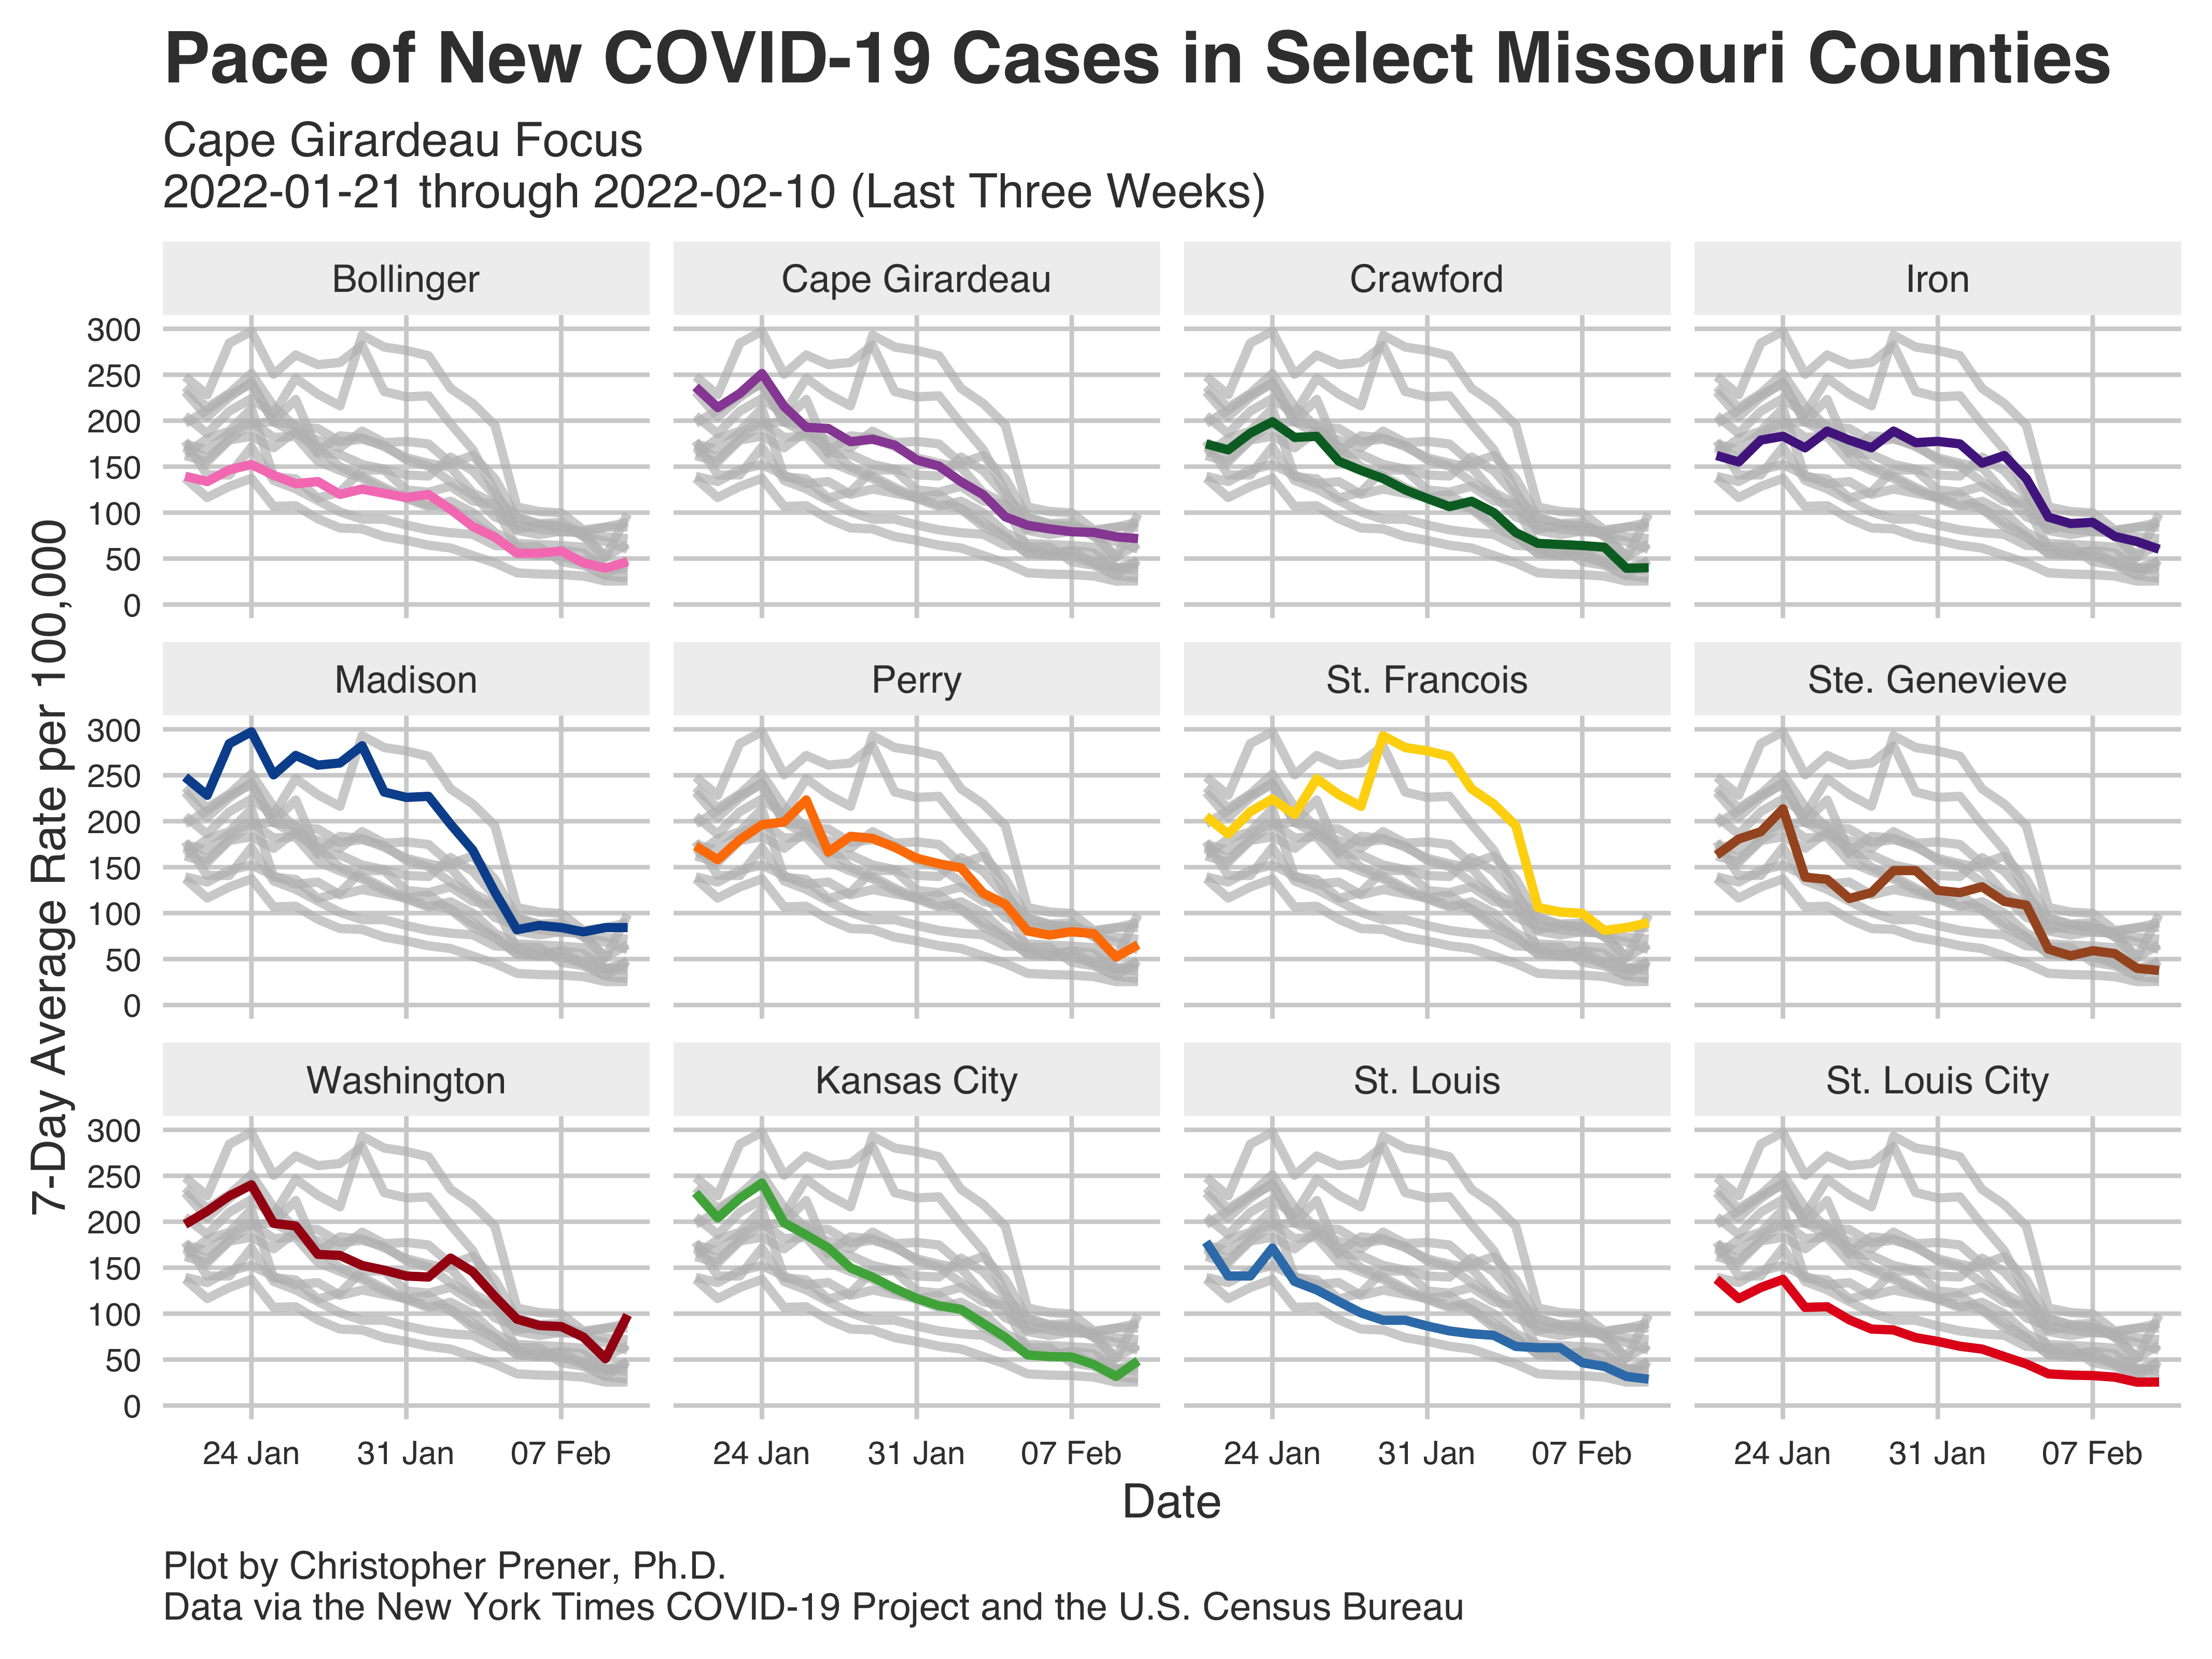 Pace of New COVID-19 Cases in Select Missouri Counties
Cape Girardeau Focus
2022-01-21 through 2022-02-10 (Last Three Weeks)
7-Day Average Rate per 100,000
Bollinger
Cape Girardeau
Crawford
Iron
300
250
200
150
100
50
0
Madison
Perry
St. Francois
Ste. Genevieve
300
250
200
150
100
50
0
Washington
Kansas City
St. Louis
St. Louis City
300
250
200
150
100
50
0
24 Jan 31 Jan 07 Feb
24 Jan 31 Jan 07 Feb
24 Jan 31 Jan 07 Feb
24 Jan 31 Jan 07 Feb
Date
Plot by Christopher Prener, Ph.D.
Data via the New York Times COVID-19 Project and the U.S. Census Bureau